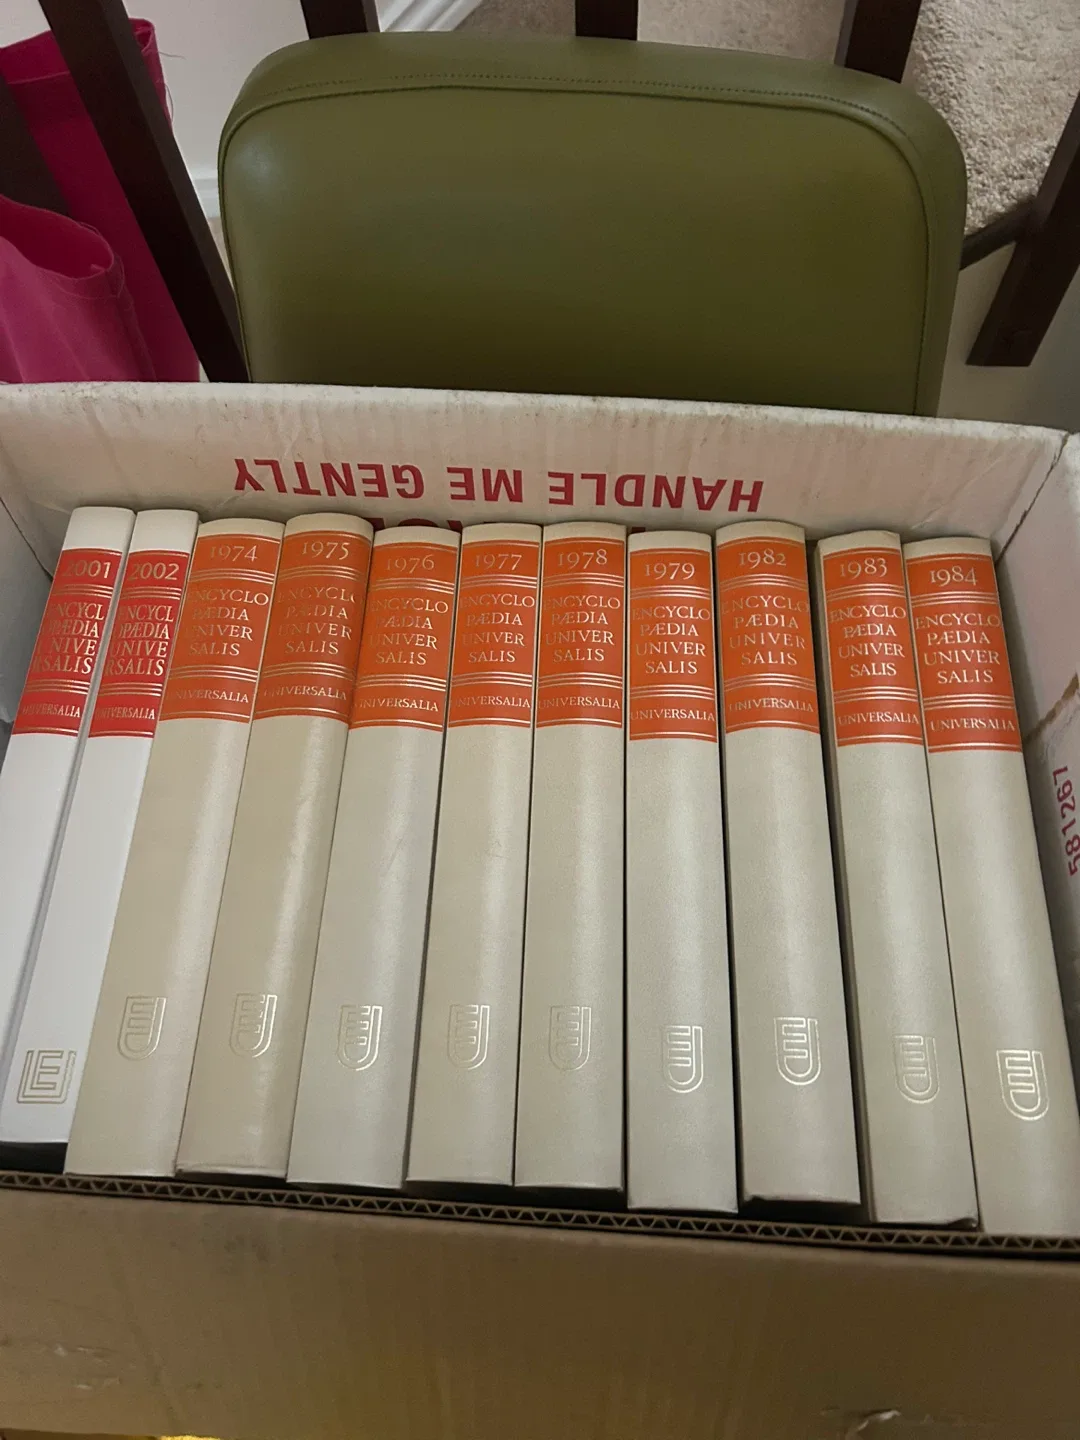 HANDLE ME GENTLY
2001
ENCYCL
OPÆDIA
UNIVE
RSALIS
UNIVERSALIA
2002
ENCYCL
OPÆDIA
UNIVE
RSALIS
UNIVERSALIA
1974
ENCYCLO
PÆDIA
UNIVER
SALIS
UNIVERSALIA
1975
ENCYCLO
PÆDIA
UNIVER
SALIS
UNIVERSALIA
1976
ENCYCLO
PÆDIA
UNIVER
SALIS
UNIVERSALIA
1977
ENCYCLO
PÆDIA
UNIVER
SALIS
UNIVERSALIA
1978
ENCYCLO
PÆDIA
UNIVER
SALIS
UNIVERSALIA
1979
ENCYCLO
PÆDIA
UNIVER
SALIS
UNIVERSALIA
1982
ENCYCLO
PÆDIA
UNIVER
SALIS
UNIVERSALIA
1983
ENCYCLO
PÆDIA
UNIVER
SALIS
UNIVERSALIA
1984
ENCYCLO
PÆDIA
UNIVER
SALIS
UNIVERSALIA
581267